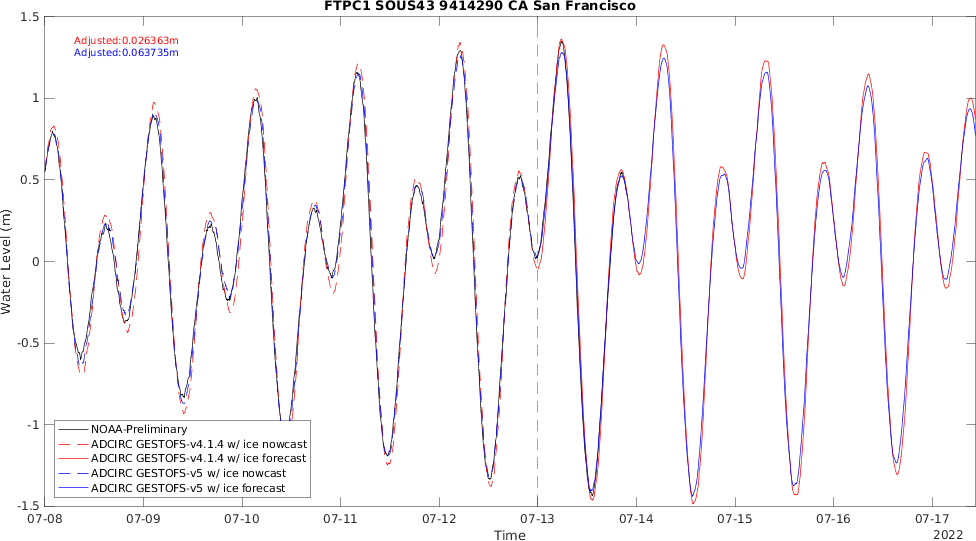 FTPC1 SOUS43 9414290 CA San Francisco
Adjusted:0.026363m
Adjusted:0.063735m
1.5
1
0.5
0
-0.5
-1
-1.5
Water Level (m)
NOAA-Preliminary
ADCIRC GESTOFS-v4.1.4 w/ ice nowcast
ADCIRC GESTOFS-v4.1.4 w/ ice forecast
ADCIRC GESTOFS-v5 w/ ice nowcast
ADCIRC GESTOFS-v5 w/ ice forecast
07-08 07-09 07-10 07-11 07-12 07-13 07-14 07-15 07-16 07-17
Time
2022